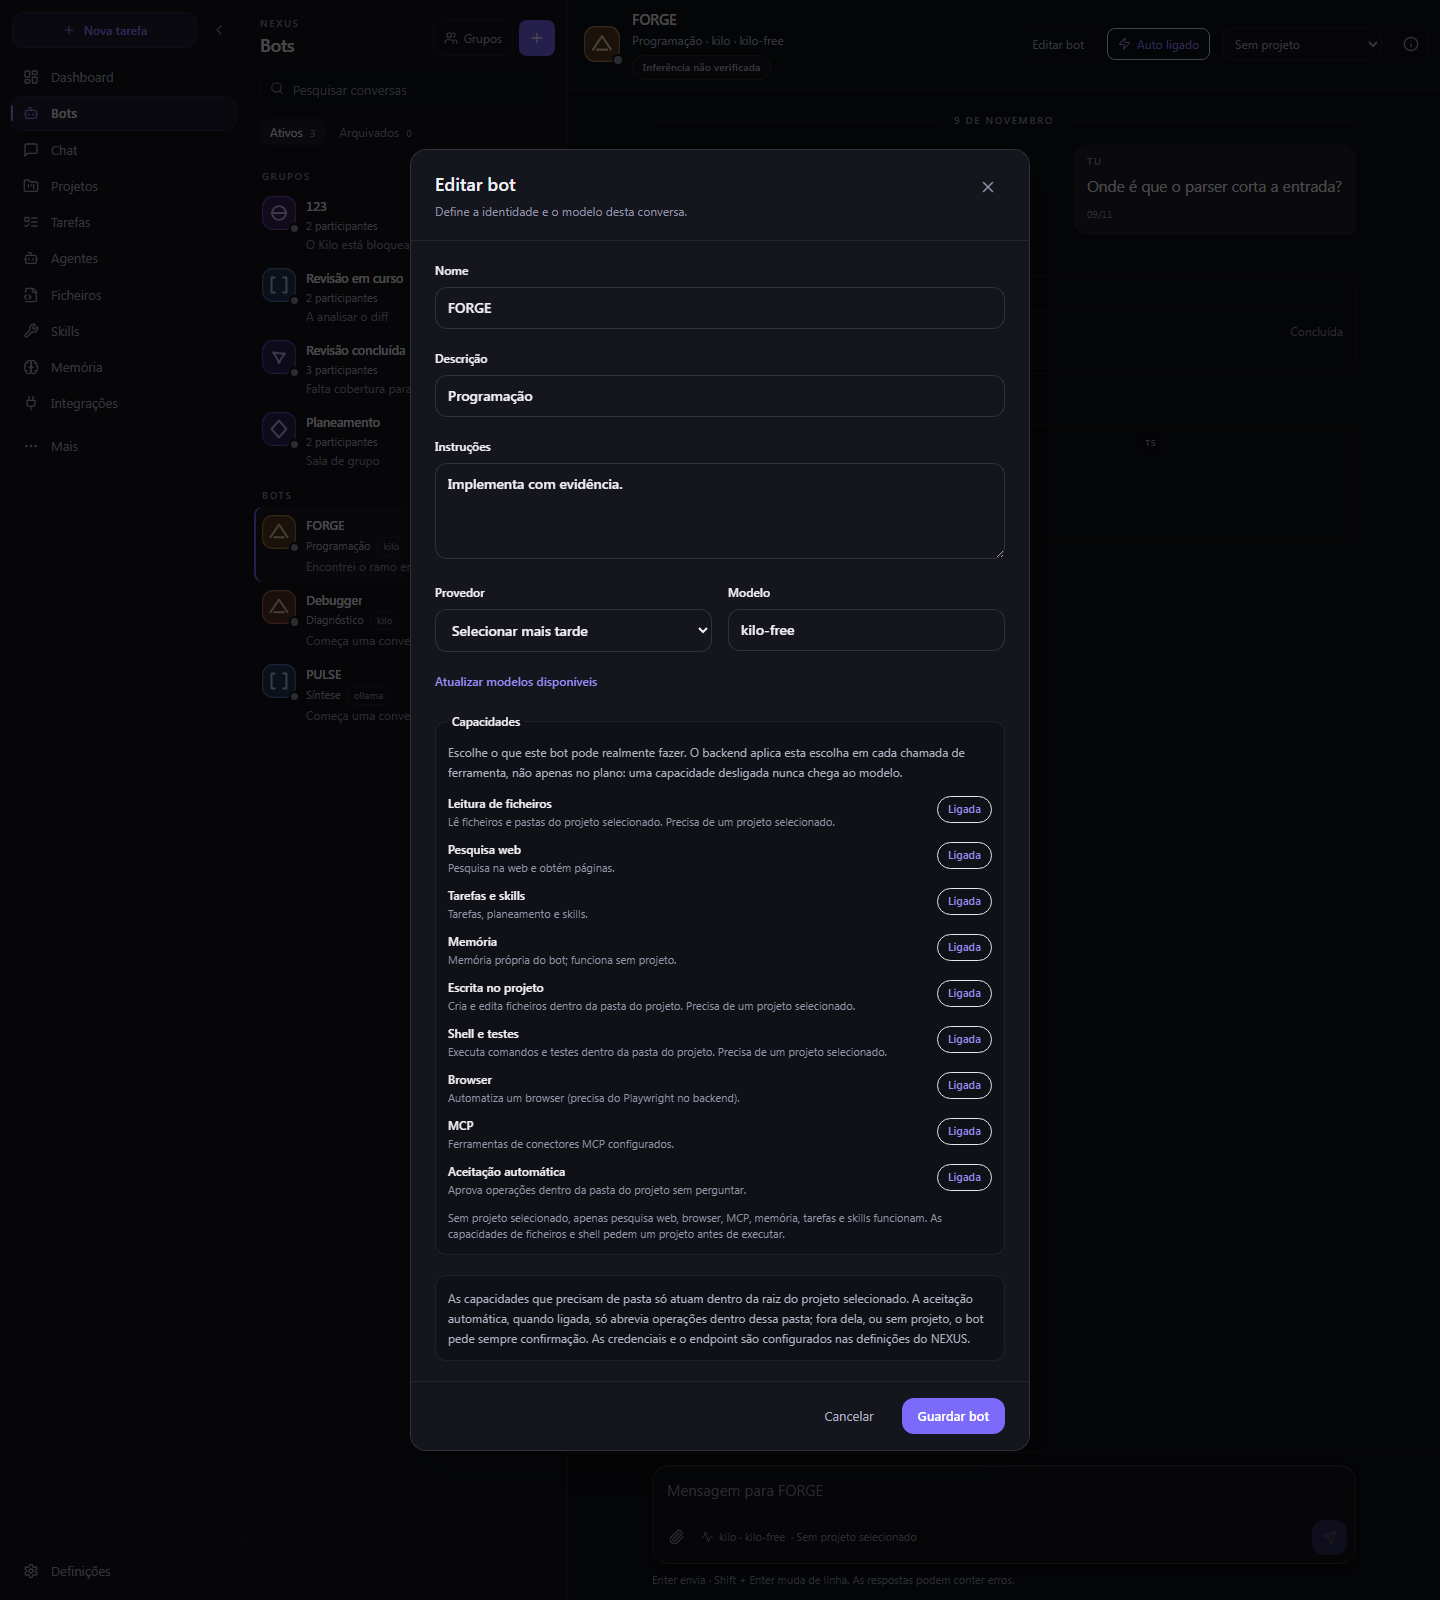 Nova tarefa
Dashboard
Bots
Chat
Projetos
Tarefas
Agentes
Ficheiros
Skills
Memória
Integrações
Mais
Definições
NEXUS
Bots
Grupos
Pesquisar conversas
Ativos 3
Arquivados 0
GRUPOS
123
2 participantes
O Kilo está bloquea
Revisão em curso
2 participantes
A analisar o diff
Revisão concluída
3 participantes
Falta cobertura para
Planeamento
2 participantes
Sala de grupo
BOTS
FORGE
Programação kilo
Encontrei o ramo er
Debugger
Diagnóstico kilo
Começa uma conve
PULSE
Síntese ollama
Começa uma conve
FORGE
Programação · kilo · kilo-free
Inferência não verificada
Editar bot
Auto ligado
Sem projeto
9 DE NOVEMBRO
TU
Onde é que o parser corta a entrada?
09/11
Concluída
TS
Editar bot
Define a identidade e o modelo desta conversa.
Nome
FORGE
Descrição
Programação
Instruções
Implementa com evidência.
Provedor
Selecionar mais tarde
Modelo
kilo-free
Atualizar modelos disponíveis
Capacidades
Escolhe o que este bot pode realmente fazer. O backend aplica esta escolha em cada chamada de
ferramenta, não apenas no plano: uma capacidade desligada nunca chega ao modelo.
Leitura de ficheiros
Lê ficheiros e pastas do projeto selecionado. Precisa de um projeto selecionado.
Ligada
Pesquisa web
Pesquisa na web e obtém páginas.
Ligada
Tarefas e skills
Tarefas, planeamento e skills.
Ligada
Memória
Memória própria do bot; funciona sem projeto.
Ligada
Escrita no projeto
Cria e edita ficheiros dentro da pasta do projeto. Precisa de um projeto selecionado.
Ligada
Shell e testes
Executa comandos e testes dentro da pasta do projeto. Precisa de um projeto selecionado.
Ligada
Browser
Automatiza um browser (precisa do Playwright no backend).
Ligada
MCP
Ferramentas de conectores MCP configurados.
Ligada
Aceitação automática
Aprova operações dentro da pasta do projeto sem perguntar.
Ligada
Sem projeto selecionado, apenas pesquisa web, browser, MCP, memória, tarefas e skills funcionam. As
capacidades de ficheiros e shell pedem um projeto antes de executar.
As capacidades que precisam de pasta só atuam dentro da raiz do projeto selecionado. A aceitação
automática, quando ligada, só abrevia operações dentro dessa pasta; fora dela, ou sem projeto, o bot
pede sempre confirmação. As credenciais e o endpoint são configurados nas definições do NEXUS.
Cancelar
Guardar bot
Mensagem para FORGE
kilo · kilo-free · Sem projeto selecionado
Enter envia · Shift + Enter muda de linha. As respostas podem conter erros.